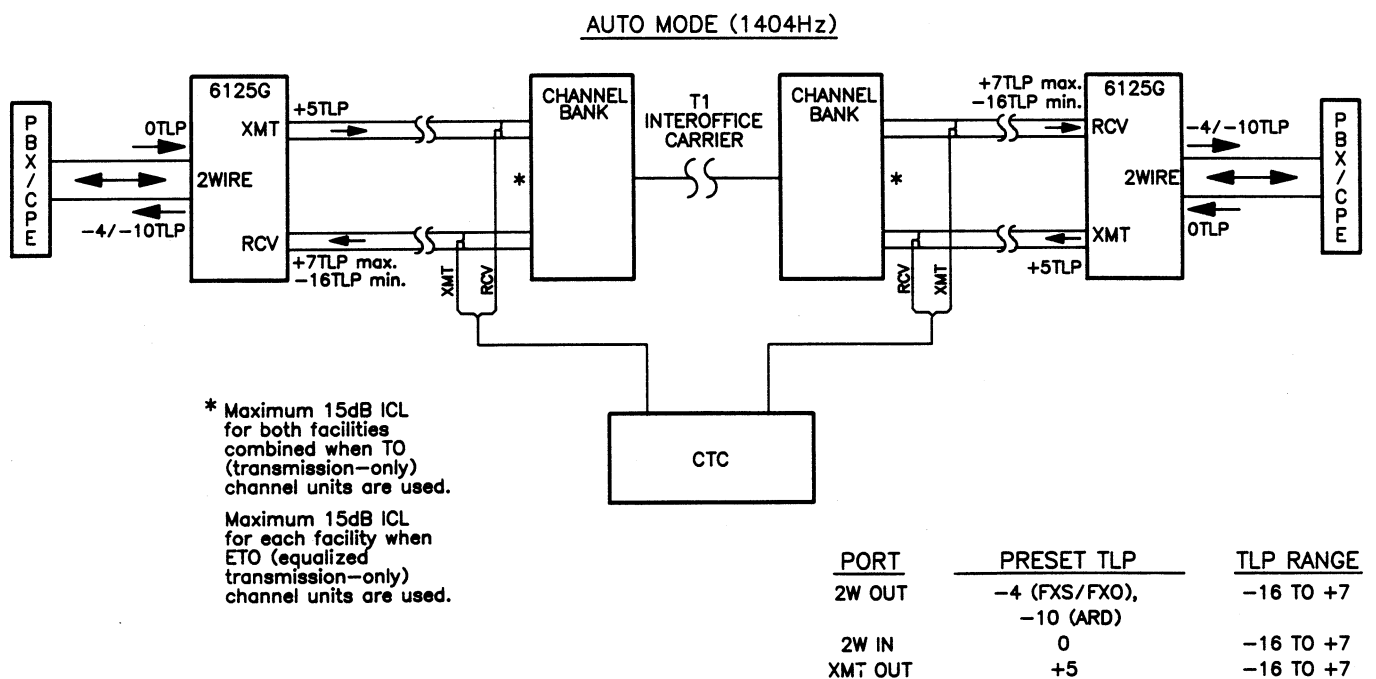 AUTO MODE (1404Hz)
PBX/CPE
0TLP
-4/-10TLP
6125G
XMT
2WIRE
RCV
+5TLP
+7TLP max.
-16TLP min.
XMT
RCV
*
CHANNEL
BANK
T1
INTEROFFICE
CARRIER
CHANNEL
BANK
*
RCV
XMT
+7TLP max.
-16TLP min.
+5TLP
6125G
RCV
2WIRE
XMT
-4/-10TLP
0TLP
PBX/CPE
CTC
* Maximum 15dB ICL
for both facilities
combined when TO
(transmission-only)
channel units are used.
Maximum 15dB ICL
for each facility when
ETO (equalized
transmission-only)
channel units are used.
PORT PRESET TLP TLP RANGE
2W OUT -4 (FXS/FXO), -16 TO +7
-10 (ARD)
2W IN 0 -16 TO +7
XMT OUT +5 -16 TO +7